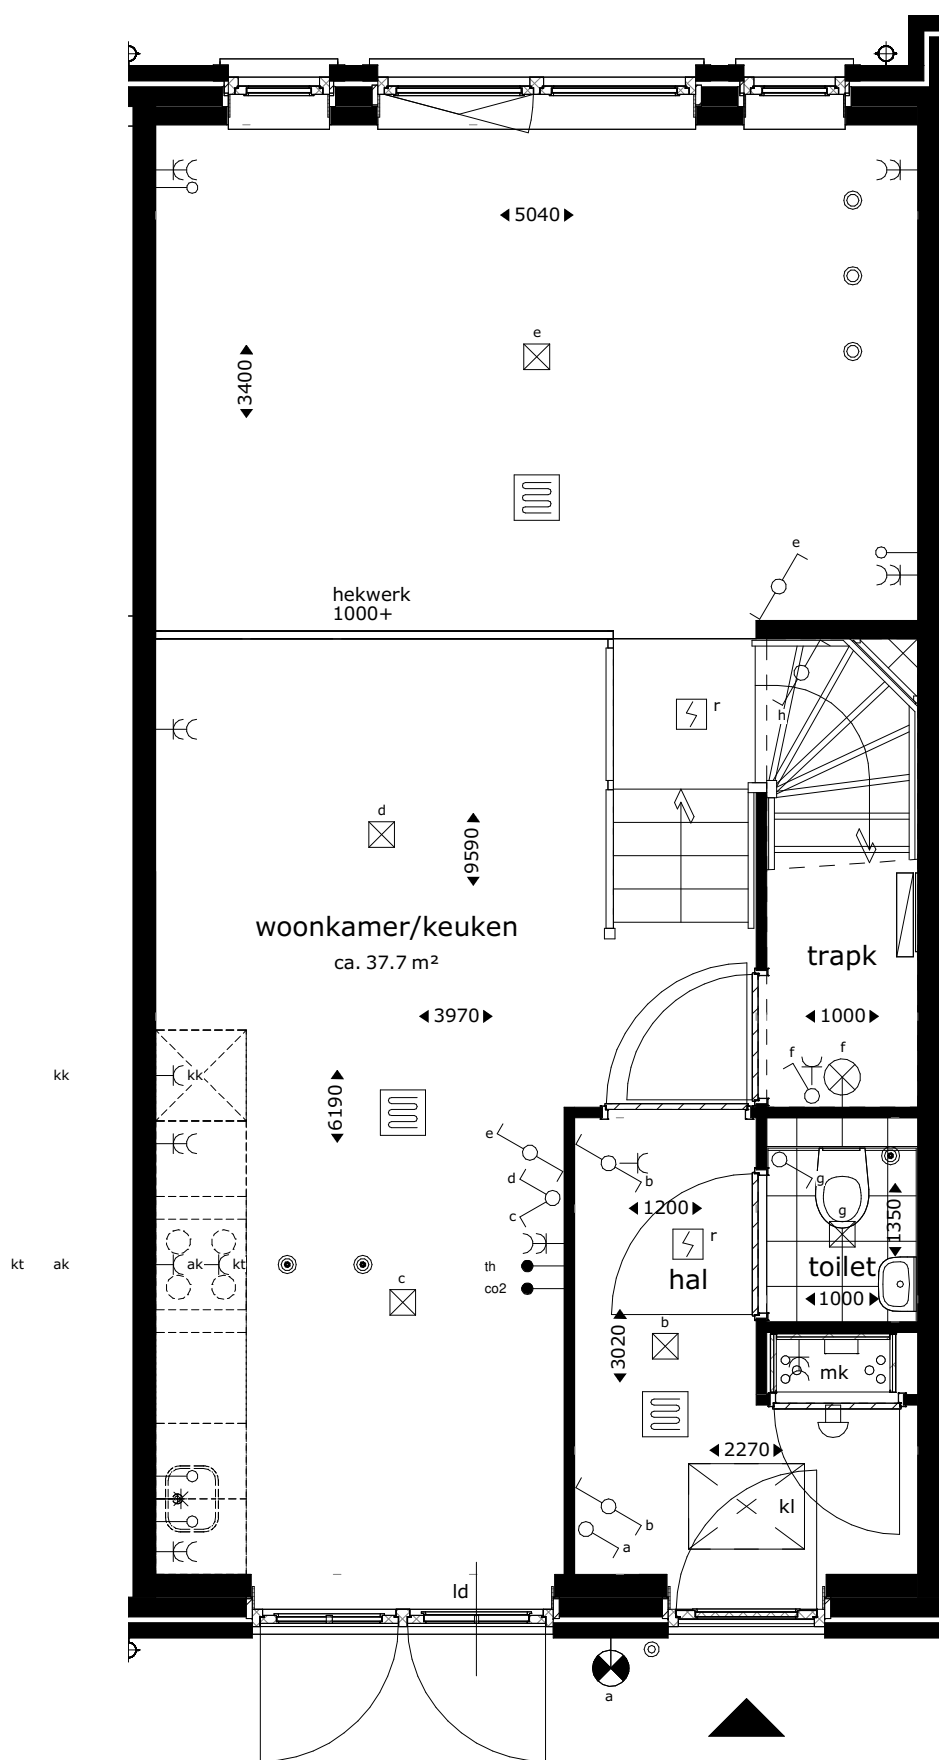 5040
e
3400
e
hekwerk
1000+
r
h
d
9590
woonkamer/keuken
ca. 37.7 m²
trapk
3970
1000
f
f
kk
kk
6190
e
d
c
b
1200
g
g
1350
r
hal
toilet
1000
kt
ak
ak
kt
th
co2
c
b
3020
mk
2270
kl
b
a
ld
a